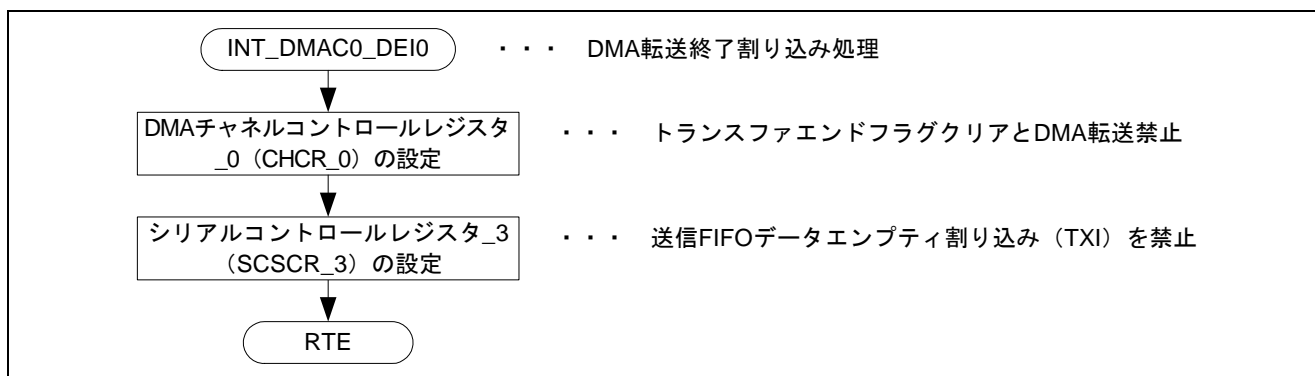 INT_DMAC0_DEI0 ・・・ DMA転送終了割り込み処理
DMAチャネルコントロールレジスタ
_0（CHCR_0）の設定
・・・ トランスファエンドフラグクリアとDMA転送禁止
シリアルコントロールレジスタ_3
（SCSCR_3）の設定
・・・ 送信FIFOデータエンプティ割り込み（TXI）を禁止
RTE